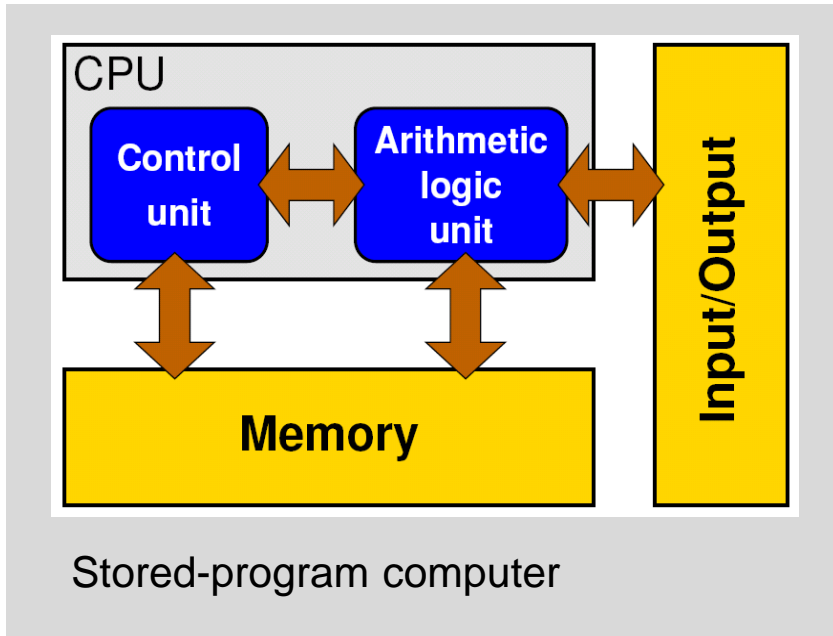 CPU
Control
unit
Arithmetic
logic
unit
Input/Output
Memory
Stored-program computer